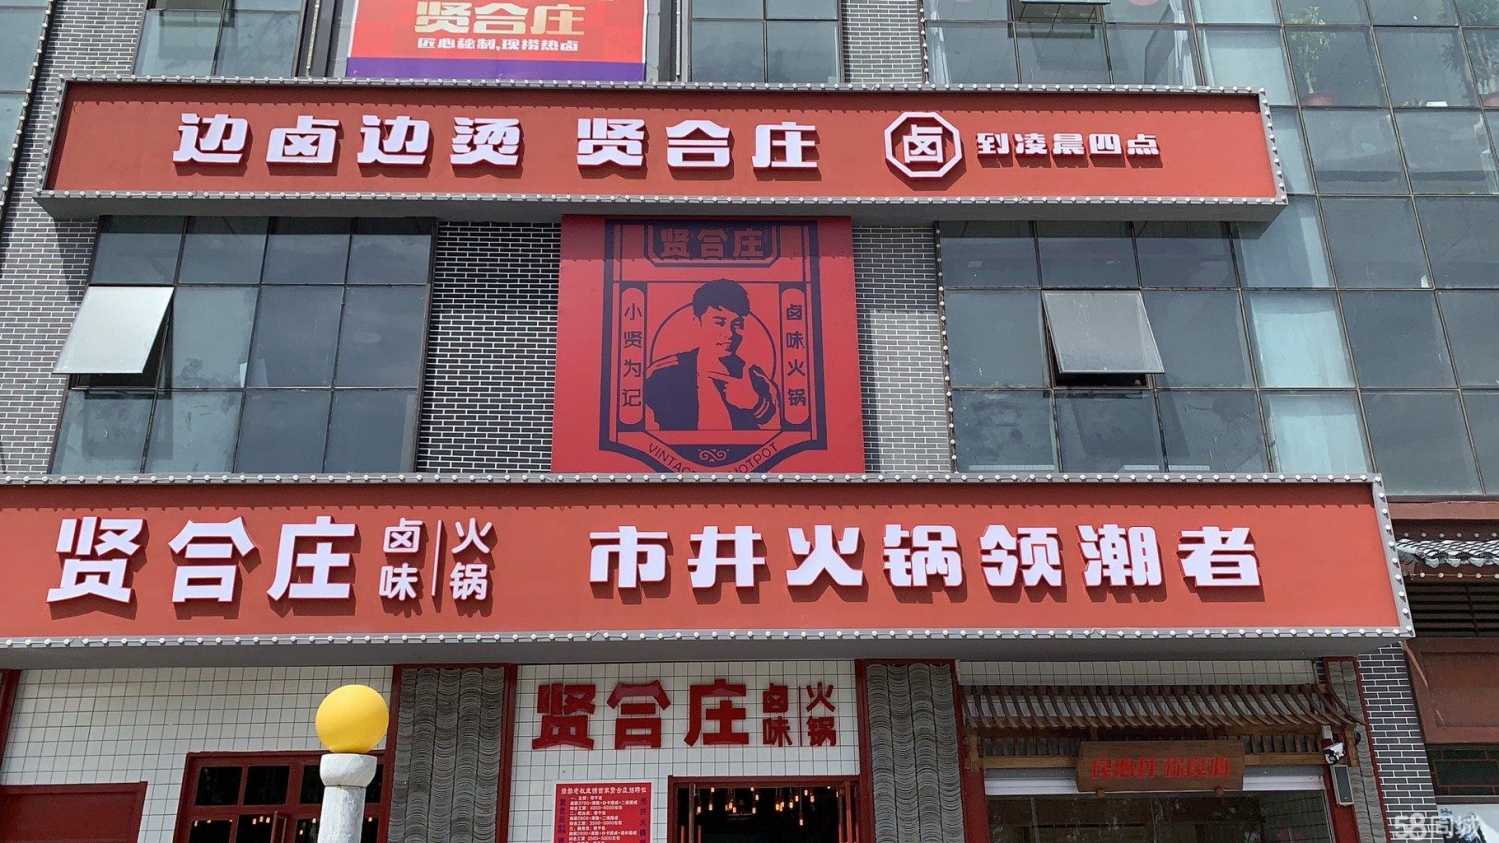 贤合庄
匠心秘制,现捞热卤
边卤边烫 贤合庄 卤 到凌晨四点
贤合庄
小贤为记
卤味火锅
贤合庄 卤味 火锅 市井火锅领潮者
贤合庄 卤味 火锅
58同城